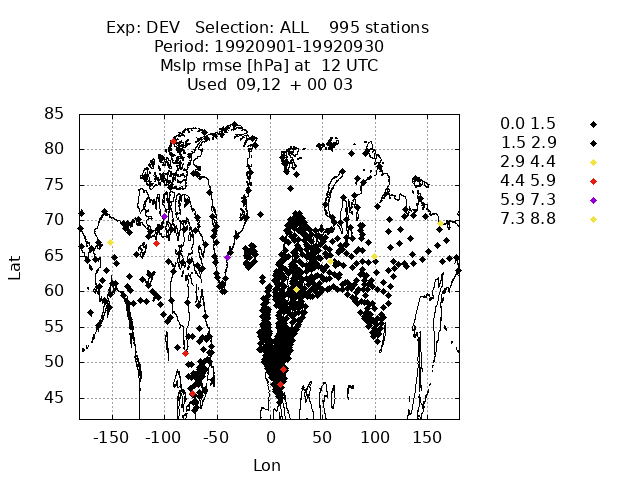 Exp: DEV   Selection: ALL    995 stations
Period: 19920901-19920930
Mslp rmse [hPa] at  12 UTC
Used  09,12  + 00 03
85
80
75
70
65
60
55
50
45
-150 -100 -50 0 50 100 150
Lat
Lon
0.0 1.5
1.5 2.9
2.9 4.4
4.4 5.9
5.9 7.3
7.3 8.8